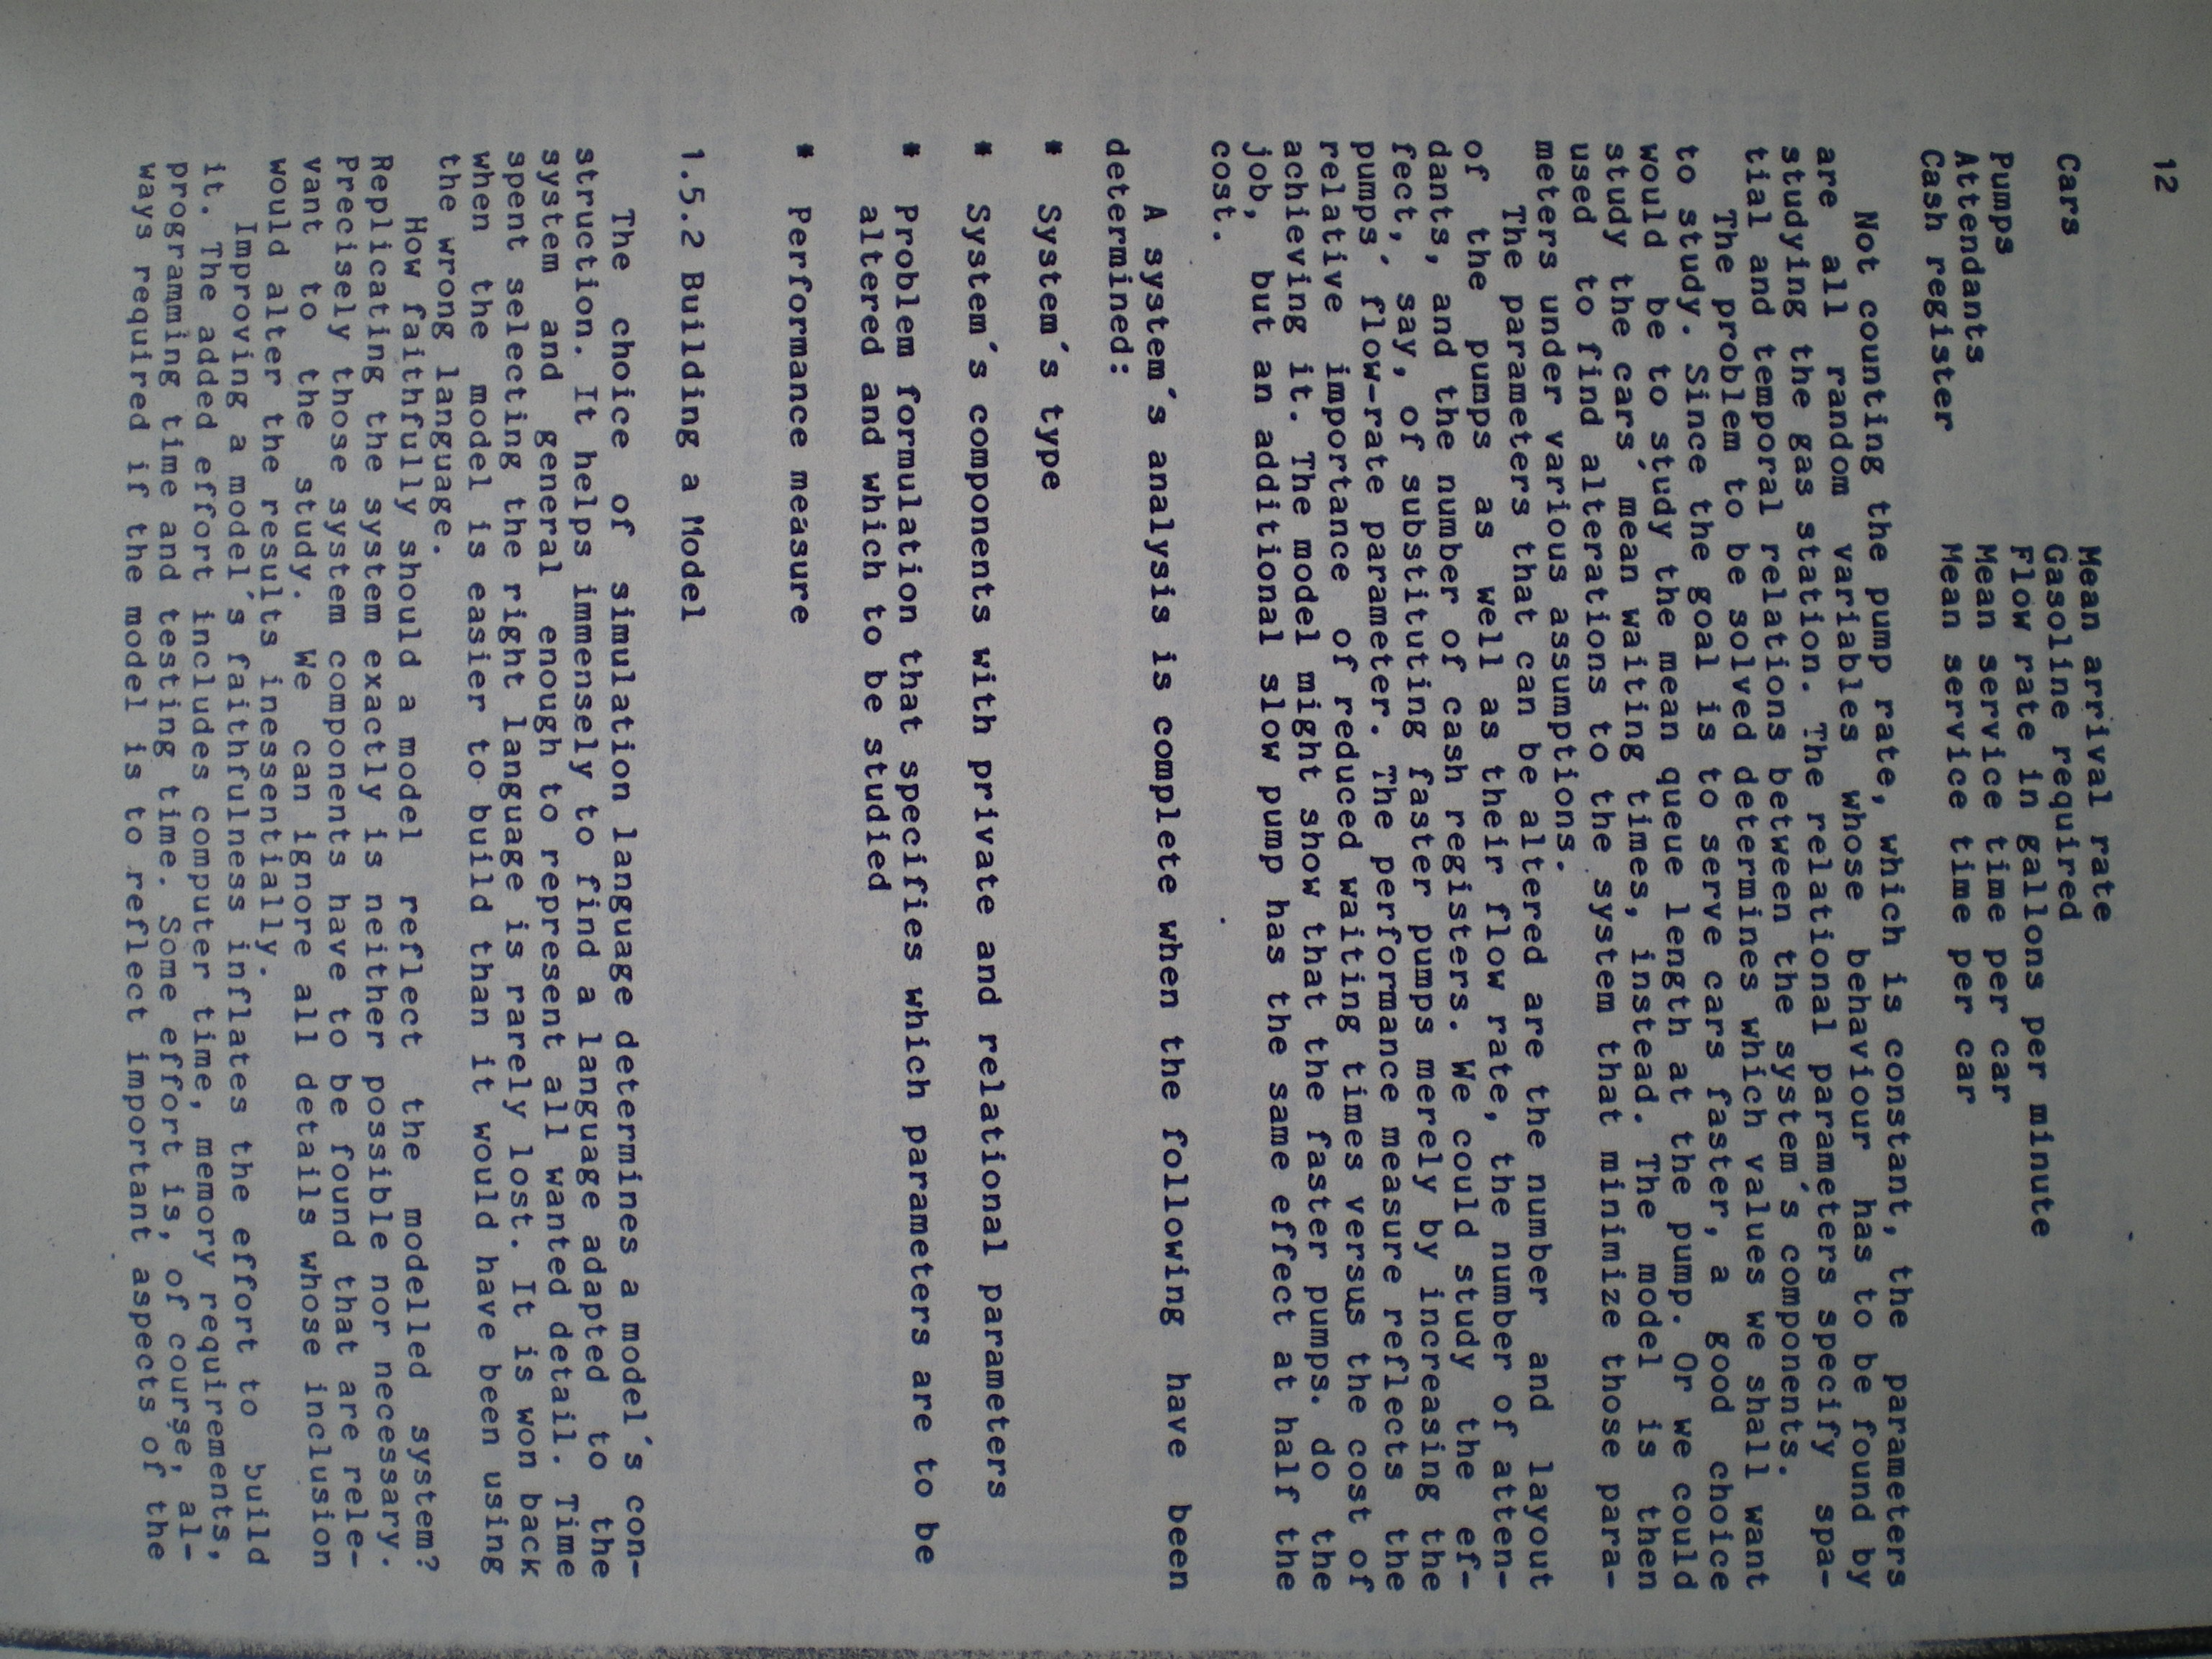 12
Cars Mean arrival rate
Gasoline required
Pumps Flow rate in gallons per minute
Attendants Mean service time per car
Cash register Mean service time per car
Not counting the pump rate, which is constant, the parameters
are all random variables whose behaviour has to be found by
studying the gas station. The relational parameters specify spa-
tial and temporal relations between the system´s components.
The problem to be solved determines which values we shall want
to study. Since the goal is to serve cars faster, a good choice
would be to study the mean queue length at the pump. Or we could
study the cars´ mean waiting times, instead. The model is then
used to find alterations to the system that minimize those para-
meters under various assumptions.
The parameters that can be altered are the number and layout
of the pumps as well as their flow rate, the number of atten-
dants, and the number of cash registers. We could study the ef-
fect, say, of substituting faster pumps merely by increasing the
pumps´ flow-rate parameter. The performance measure reflects the
relative importance of reduced waiting times versus the cost of
achieving it. The model might show that the faster pumps. do the
job, but an additional slow pump has the same effect at half the
cost.
A system´s analysis is complete when the following have been
determined:
* System´s type
* System´s components with private and relational parameters
* Problem formulation that specifies which parameters are to be
altered and which to be studied
* Performance measure
1.5.2 Building a Model
The choice of simulation language determines a model´s con-
struction. It helps immensely to find a language adapted to the
system and general enough to represent all wanted detail. Time
spent selecting the right language is rarely lost. It is won back
when the model is easier to build than it would have been using
the wrong language.
How faithfully should a model reflect the modelled system?
Replicating the system exactly is neither possible nor necessary.
Precisely those system components have to be found that are rele-
vant to the study. We can ignore all details whose inclusion
would alter the results inessentially.
Improving a model´s faithfulness inflates the effort to build
it. The added effort includes computer time, memory requirements,
programming time and testing time. Some effort is, of course, al-
ways required if the model is to reflect important aspects of the